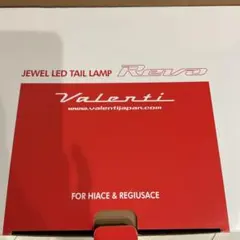 JEWEL LED TAIL LAMP REVO
Valenti
www.valentijapan.com
FOR HIACE & REGIUSACE